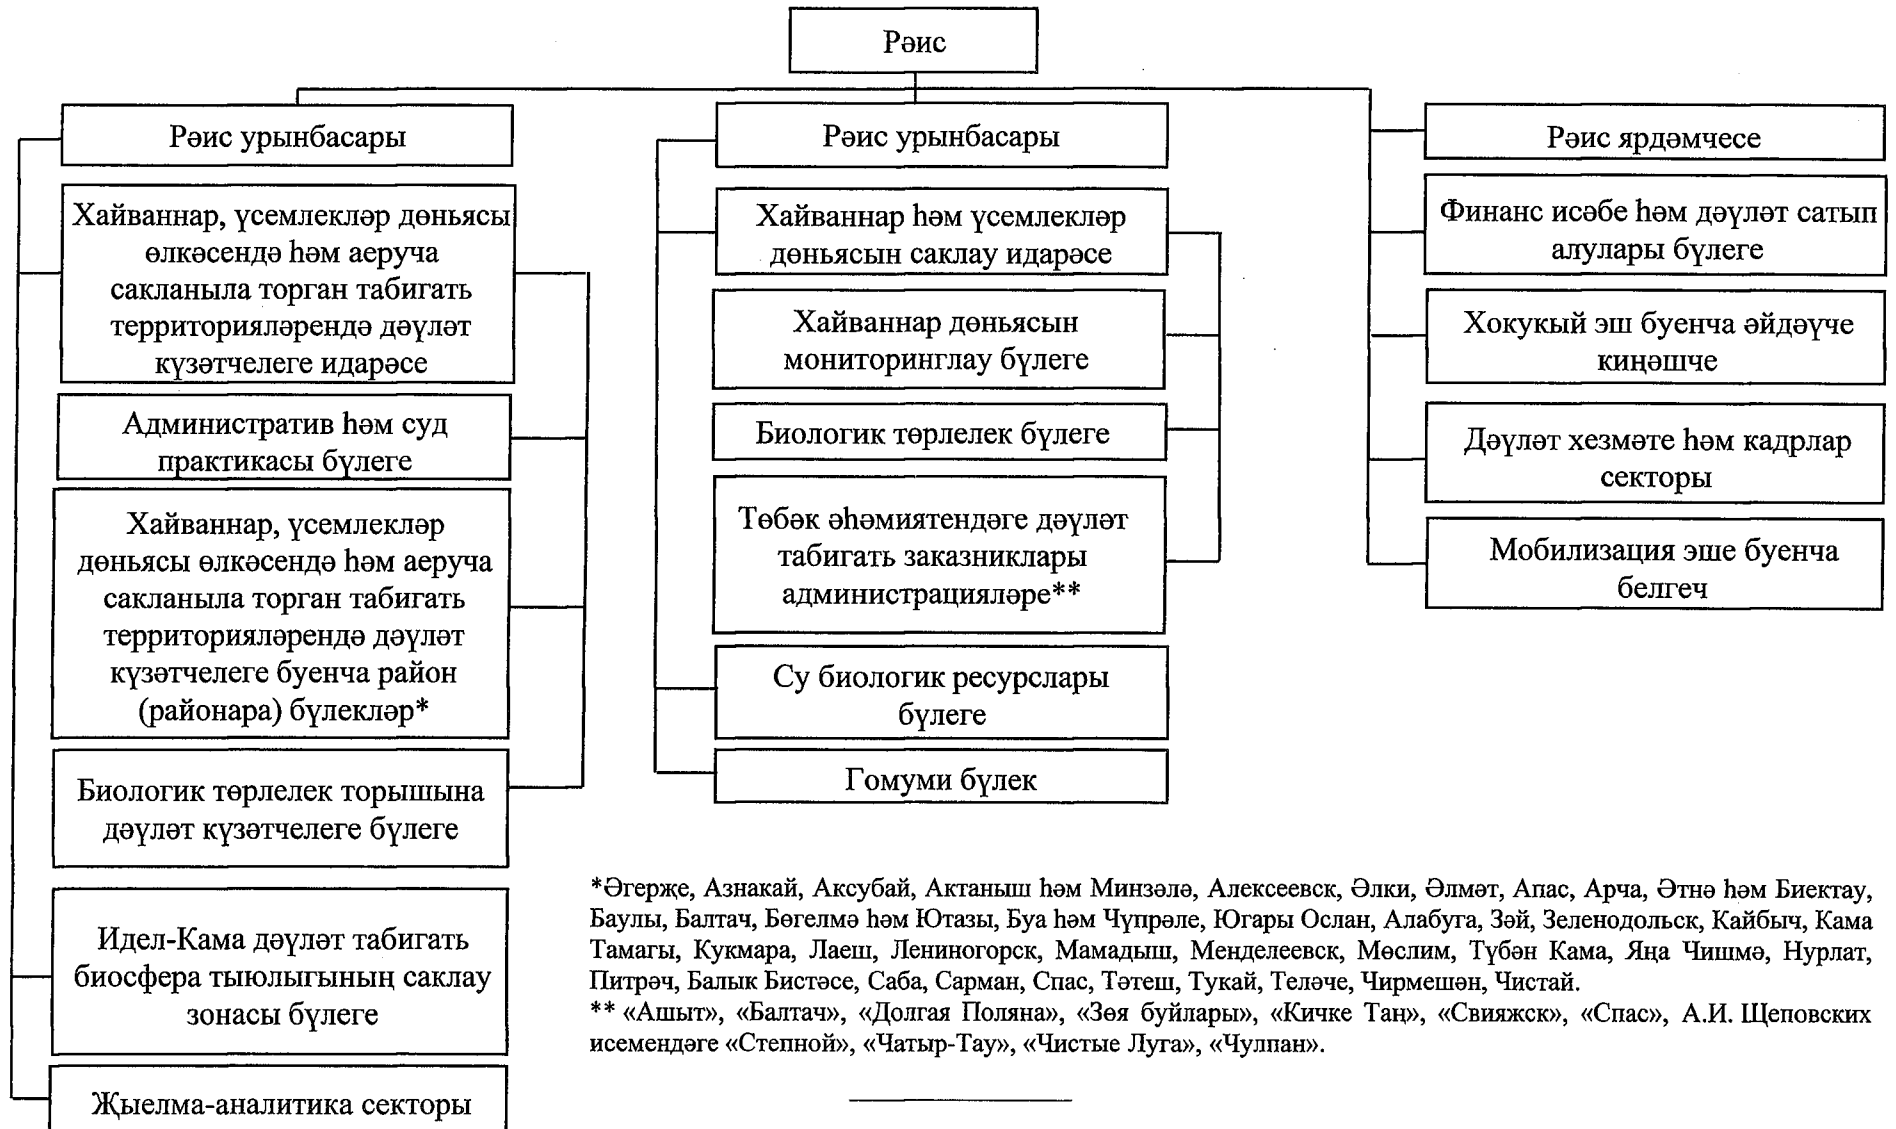 Рәис
Рәис урынбасары
Хайваннар, үсемлекләр дөньясы
өлкәсендә һәм аеруча
сакланыла торган табигать
территорияләрендә дәүләт
күзәтчелеге идарәсе
Административ һәм суд
практикасы бүлеге
Хайваннар, үсемлекләр
дөньясы өлкәсендә һәм аеруча
сакланыла торган табигать
территорияләрендә дәүләт
күзәтчелеге буенча район
(районара) бүлекләр*
Биологик төрлелек торышына
дәүләт күзәтчелеге бүлеге
Идел-Кама дәүләт табигать
биосфера тыюлыгының саклау
зонасы бүлеге
Җыелма-аналитика секторы
Рәис урынбасары
Хайваннар һәм үсемлекләр
дөньясын саклау идарәсе
Хайваннар дөньясын
мониторинглау бүлеге
Биологик төрлелек бүлеге
Төбәк әһәмиятендәге дәүләт
табигать заказниклары
администрацияләре**
Су биологик ресурслары
бүлеге
Гомуми бүлек
Рәис ярдәмчесе
Финанс исәбе һәм дәүләт сатып
алулары бүлеге
Хокукый эш буенча әйдәүче
киңәшче
Дәүләт хезмәте һәм кадрлар
секторы
Мобилизация эше буенча
белгеч
*Әгерҗе, Азнакай, Аксубай, Актаныш һәм Минзәлә, Алексеевск, Әлки, Әлмәт, Апас, Арча, Әтнә һәм Биектау,
Баулы, Балтач, Бөгелмә һәм Ютазы, Буа һәм Чүпрәле, Югары Ослан, Алабуга, Зәй, Зеленодольск, Кайбыч, Кама
Тамагы, Кукмара, Лаеш, Лениногорск, Мамадыш, Менделеевск, Мөслим, Түбән Кама, Яңа Чишмә, Нурлат,
Питрәч, Балык Бистәсе, Саба, Сарман, Спас, Тәтеш, Тукай, Теләче, Чирмешән, Чистай.
** «Ашыт», «Балтач», «Долгая Поляна», «Зөя буйлары», «Кичке Таң», «Свияжск», «Спас», А.И. Щеповских
исемендәге «Степной», «Чатыр-Тау», «Чистые Луга», «Чулпан».